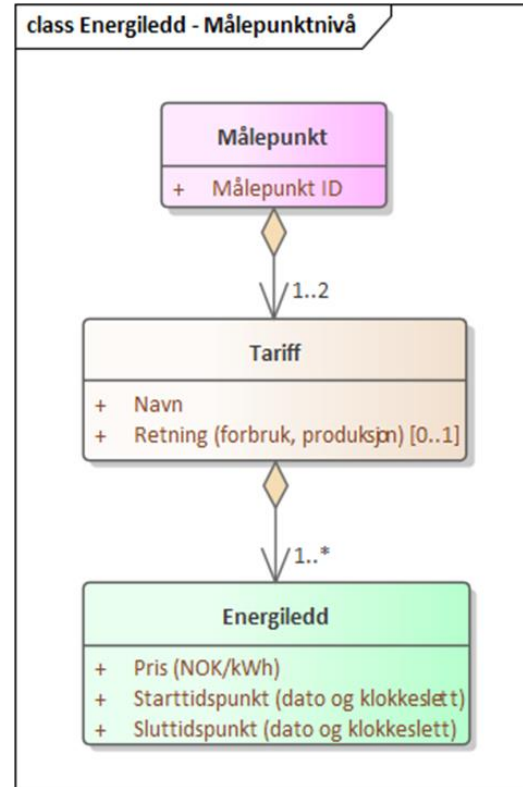 class Energiledd - Målepunktnivå
Målepunkt
+ Målepunkt ID
1..2
Tariff
+ Navn
+ Retning (forbruk, produksjon) [0..1]
1..*
Energiledd
+ Pris (NOK/kWh)
+ Starttidspunkt (dato og klokkeslett)
+ Sluttidspunkt (dato og klokkeslett)